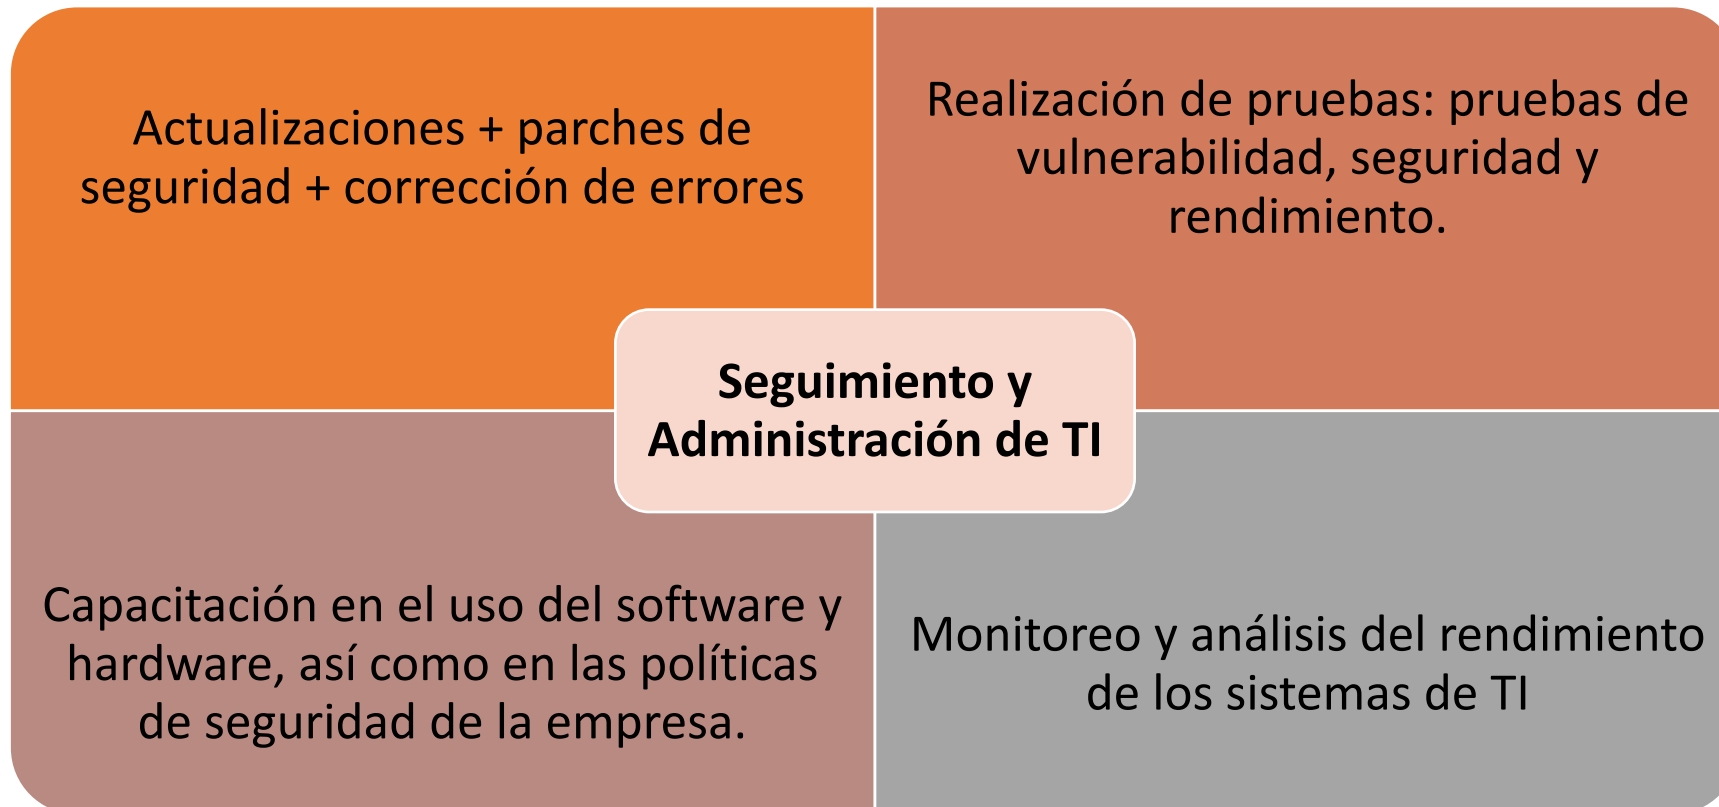 Actualizaciones + parches de
seguridad + corrección de errores
Realización de pruebas: pruebas de
vulnerabilidad, seguridad y
rendimiento.
Seguimiento y
Administración de TI
Capacitación en el uso del software y
hardware, así como en las políticas
de seguridad de la empresa.
Monitoreo y análisis del rendimiento
de los sistemas de TI